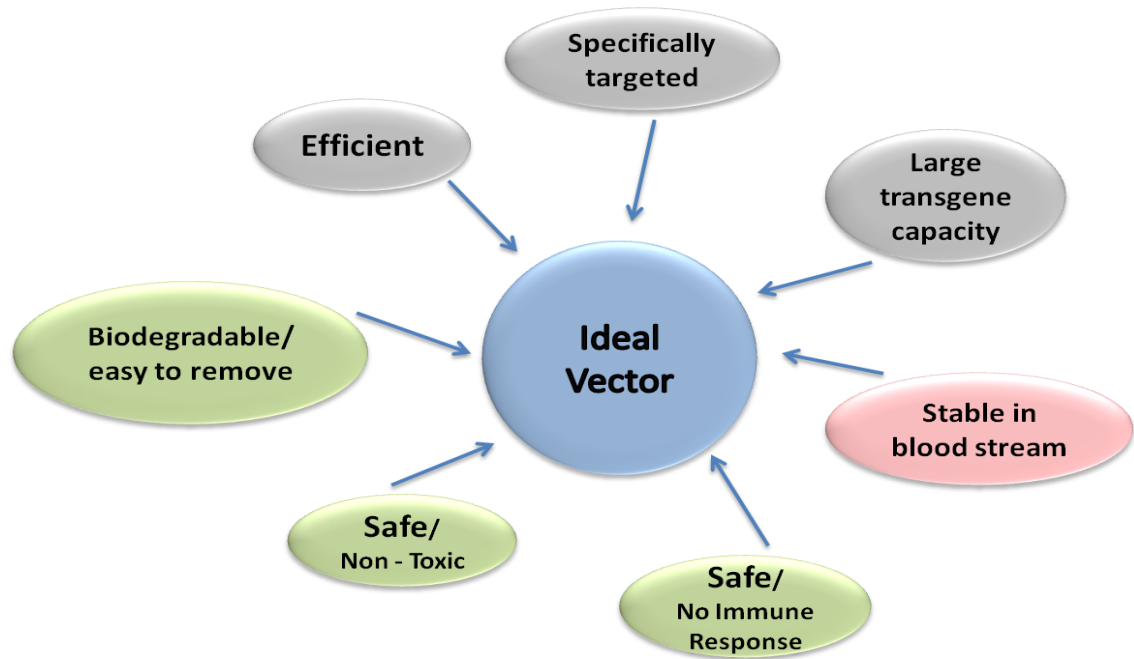 Specifically
targeted
Efficient
Large
transgene
capacity
Biodegradable/
easy to remove
Ideal
Vector
Stable in
blood stream
Safe/
Non - Toxic
Safe/
No Immune
Response